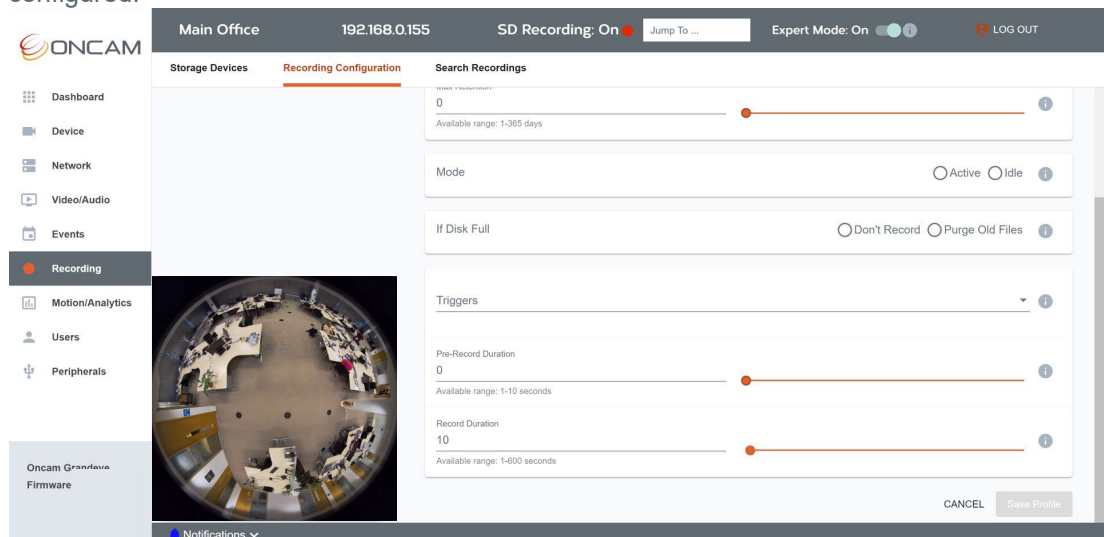 configured.
ONCAM
Main Office 192.168.0.155 SD Recording: On Jump To ... Expert Mode: On LOG OUT
Storage Devices Recording Configuration Search Recordings
Dashboard
Device
Network
Video/Audio
Events
Recording
Motion/Analytics
Users
Peripherals
Oncam Grandeye
Firmware
Max Retention
0
Available range: 1-365 days
Mode Active Idle
If Disk Full Don't Record Purge Old Files
Triggers
Pre-Record Duration
0
Available range: 1-10 seconds
Record Duration
10
Available range: 1-600 seconds
CANCEL Save Profile
Notifications